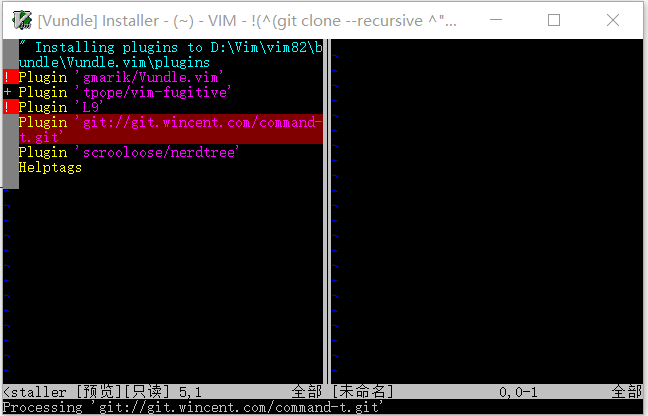 [Vundle] Installer - (~) - VIM - !(^(git clone --recursive ^"...
" Installing plugins to D:\Vim\vim82\b
undle\Vundle.vim\plugins
! Plugin 'gmarik/Vundle.vim'
+ Plugin 'tpope/vim-fugitive'
! Plugin 'L9'
Plugin 'git://git.wincent.com/command-
t.git'
Plugin 'scrooloose/nerdtree'
Helptags
<staller [预览][只读] 5,1 全部 [未命名] 0,0-1 全部
Processing 'git://git.wincent.com/command-t.git'